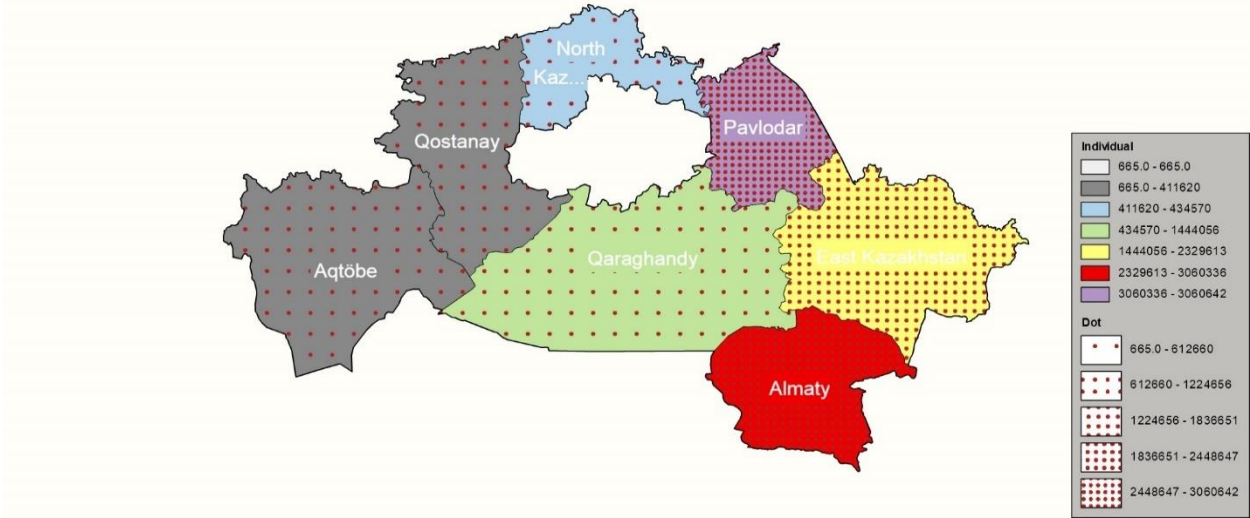 North
Kaz...
Pavlodar
Qostanay
Qaraghandy
East Kazakhstan
Aqtöbe
Almaty
Individual
665.0 - 665.0
665.0 - 411620
411620 - 434570
434570 - 1444056
1444056 - 2329613
2329613 - 3060336
3060336 - 3060642
Dot
665.0 - 612660
612660 - 1224656
1224656 - 1836651
1836651 - 2448647
2448647 - 3060642